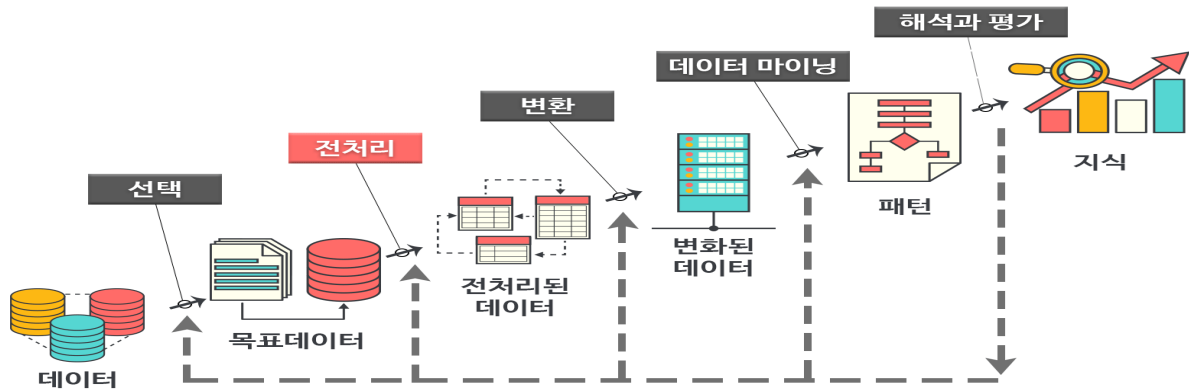 해석과 평가
데이터 마이닝
변환
전처리
선택
지식
패턴
변화된
데이터
전처리된
데이터
목표데이터
데이터